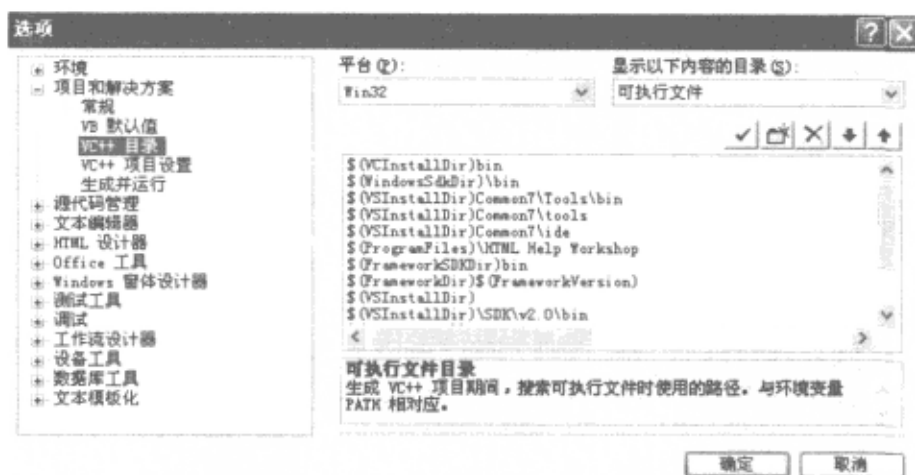 选项
环境
项目和解决方案
常规
VB 默认值
VC++ 目录
VC++ 项目设置
生成并运行
源代码管理
文本编辑器
HTML 设计器
Office 工具
Windows 窗体设计器
测试工具
调试
工作流设计器
设备工具
数据库工具
文本模板化
平台(P):
Win32
显示以下内容的目录(S):
可执行文件
$(VCInstallDir)bin
$(WindowsSdkDir)\bin
$(VSInstallDir)Common7\Tools\bin
$(VSInstallDir)Common7\tools
$(VSInstallDir)Common7\ide
$(ProgramFiles)\HTML Help Workshop
$(FrameworkSDKDir)bin
$(FrameworkDir)$(FrameworkVersion)
$(VSInstallDir)
$(VSInstallDir)\SDK\v2.0\bin
可执行文件目录
生成 VC++ 项目期间，搜索可执行文件时使用的路径。与环境变量
PATH 相对应。
确定
取消